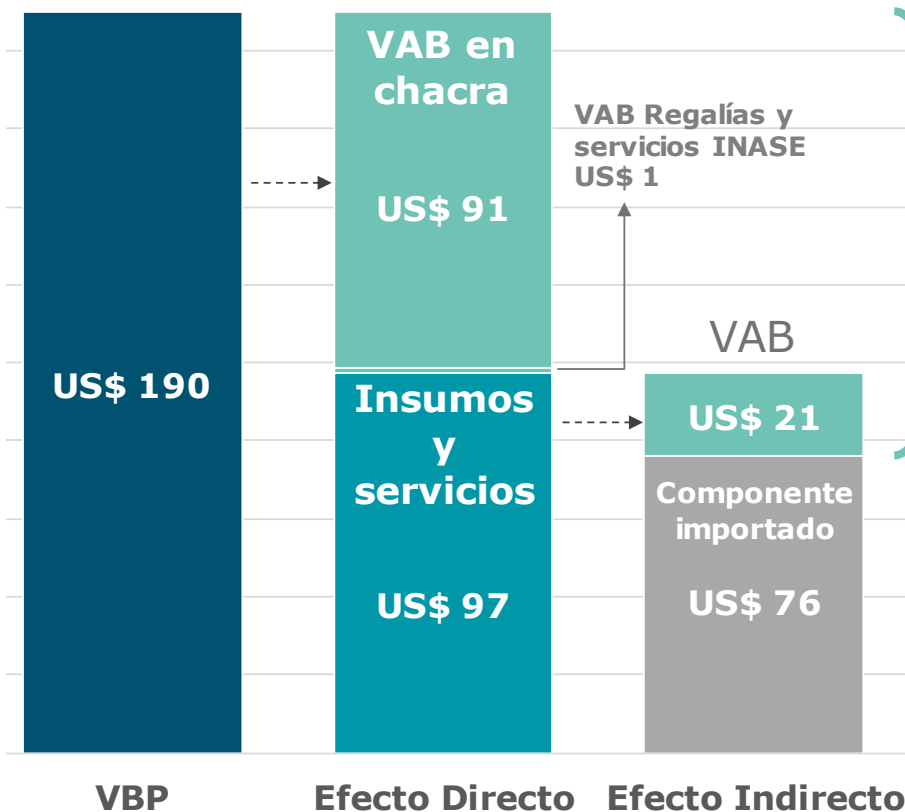 VAB en
chacra
US$ 91
VAB Regalías y
servicios INASE
US$ 1
US$ 190
Insumos
y
servicios
US$ 97
VAB
US$ 21
Componente
importado
US$ 76
VBP
Efecto Directo
Efecto Indirecto